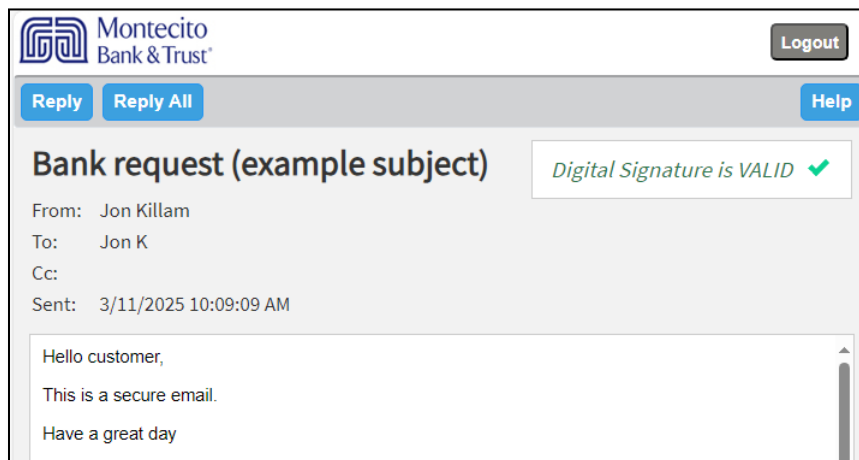 Montecito
Bank & Trust®
Logout
Reply Reply All Help
Bank request (example subject)
Digital Signature is VALID ✔
From: Jon Killam
To: Jon K
Cc:
Sent: 3/11/2025 10:09:09 AM
Hello customer,
This is a secure email.
Have a great day